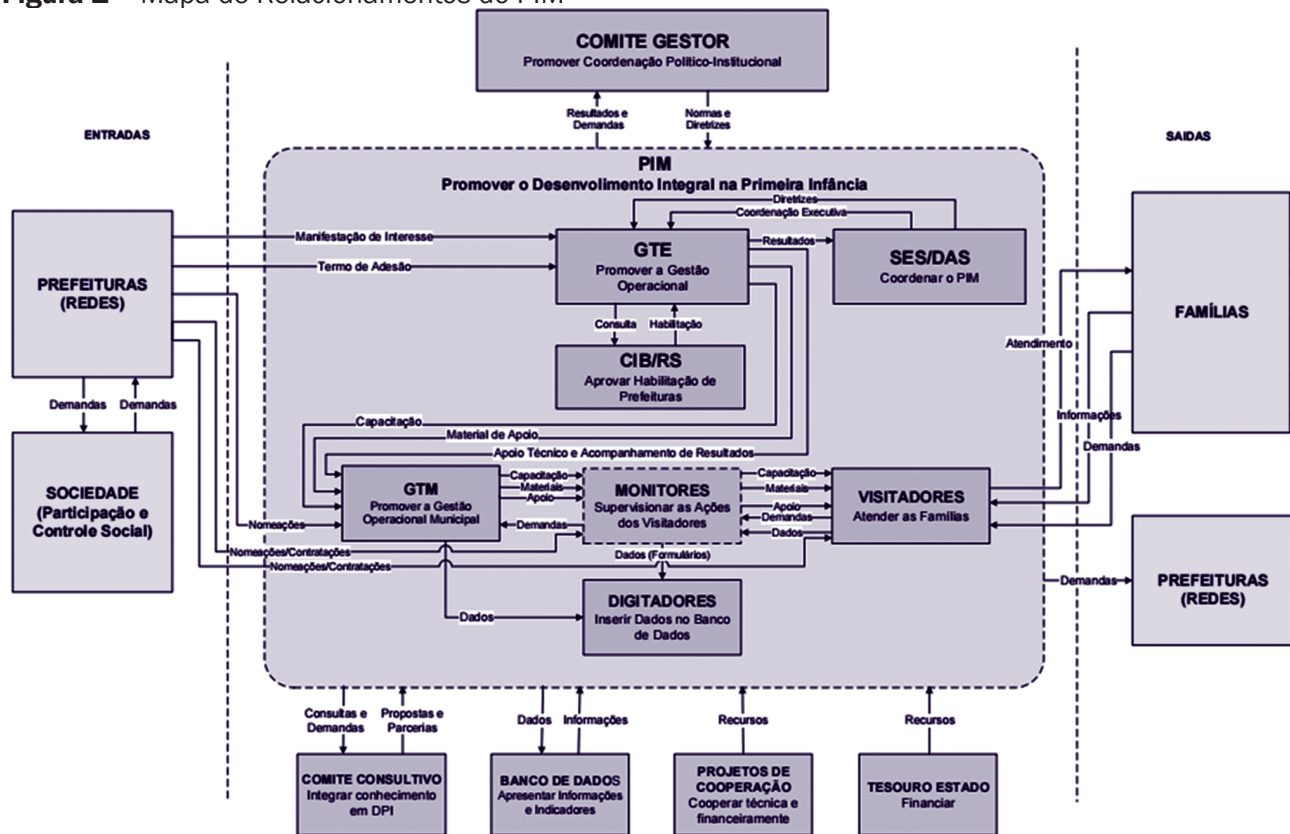 Figura 2 – Mapa de Relacionamentos do PIM
COMITE GESTOR
Promover Coordenação Político-Institucional
Resultados e
Demandas
Normas e
Diretrizes
ENTRADAS
SAIDAS
PIM
Promover o Desenvolimento Integral na Primeira Infância
Diretrizes
Coordenação Executiva
Manifestação de Interesse
Termo de Adesão
GTE
Promover a Gestão
Operacional
Resultados
SES/DAS
Coordenar o PIM
PREFEITURAS
(REDES)
FAMÍLIAS
Consulta
Habilitação
Atendimento
CIB/RS
Aprovar Habilitação de
Prefeituras
Demandas
Demandas
Capacitação
Material de Apoio
Apoio Técnico e Acompanhamento de Resultados
Informações
Demandas
SOCIEDADE
(Participação e
Controle Social)
GTM
Promover a Gestão
Operacional Municipal
Capacitação
Materiais
Apoio
Demandas
MONITORES
Supervisionar as Ações
dos Visitadores
Capacitação
Materiais
Apoio
Demandas
Dados
VISITADORES
Atender as Famílias
Nomeações
Nomeações/Contratações
Nomeações/Contratações
Dados (Formulários)
Demandas
PREFEITURAS
(REDES)
DIGITADORES
Inserir Dados no Banco
de Dados
Dados
Consultas e
Demandas
Propostas e
Parcerias
Dados
Informações
Recursos
Recursos
COMITE CONSULTIVO
Integrar conhecimento
em DPI
BANCO DE DADOS
Apresentar Informações
e Indicadores
PROJETOS DE
COOPERAÇÃO
Cooperar técnica e
financeiramente
TESOURO ESTADO
Financiar